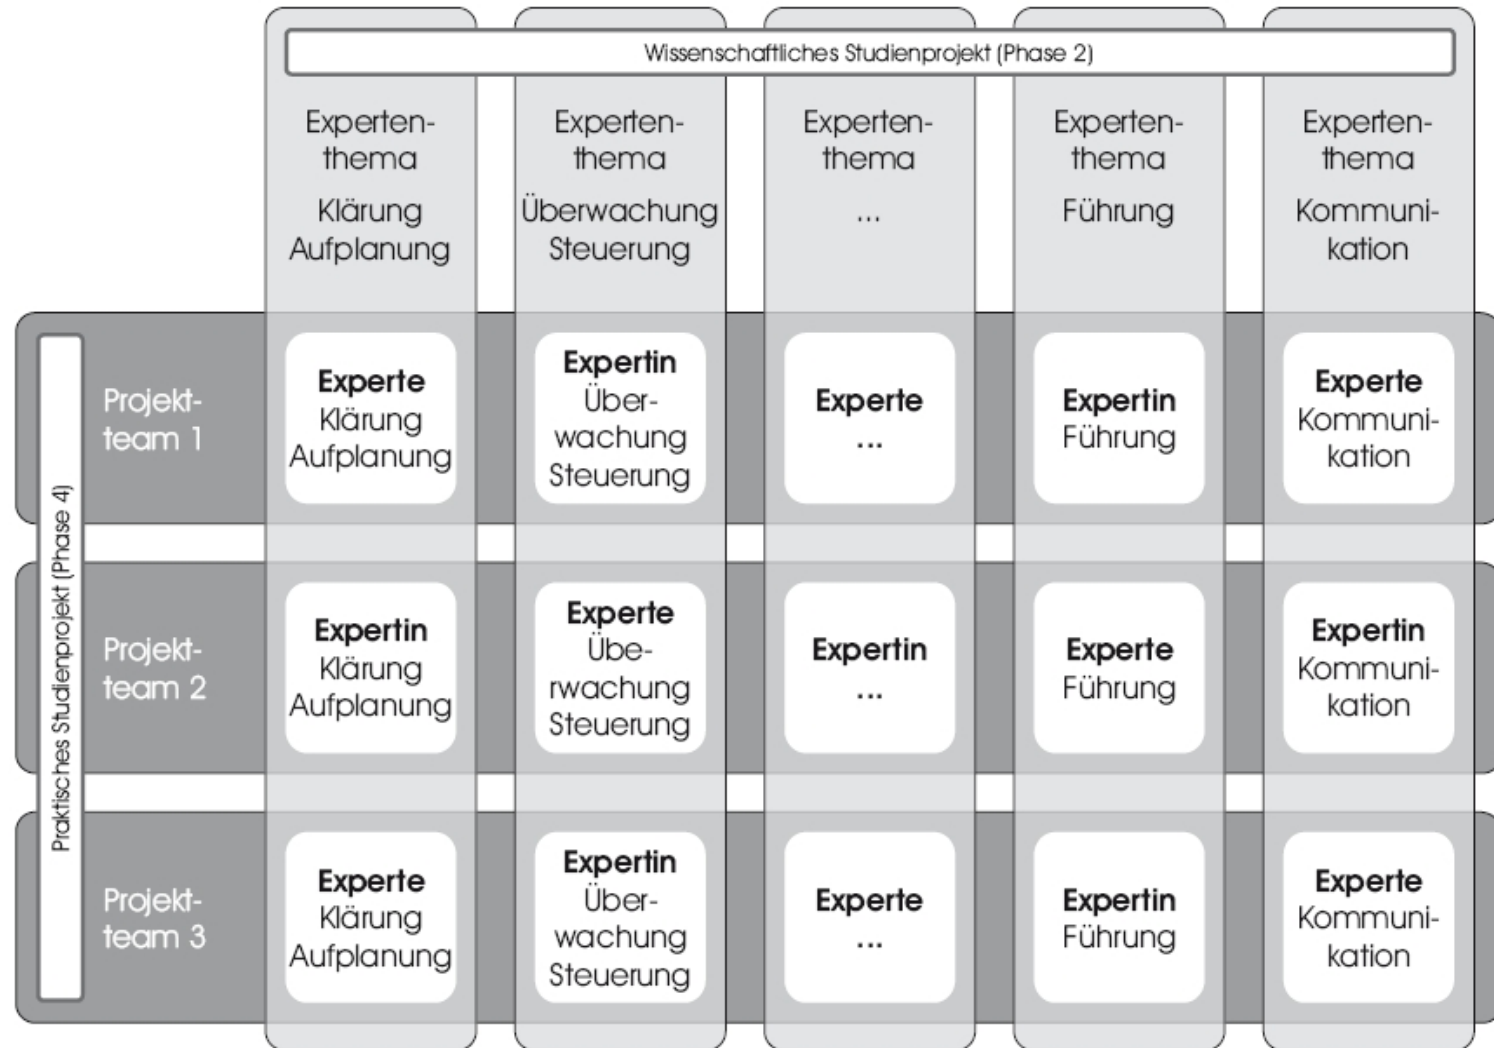 Wissenschaftliches Studienprojekt (Phase 2)
Experten-
thema
Klärung
Aufplanung
Experten-
thema
Überwachung
Steuerung
Experten-
thema
...
Experten-
thema
Führung
Experten-
thema
Kommuni-
kation
Praktisches Studienprojekt (Phase 4)
Projekt-
team 1
Experte
Klärung
Aufplanung
Expertin
Über-
wachung
Steuerung
Experte
...
Expertin
Führung
Experte
Kommuni-
kation
Projekt-
team 2
Expertin
Klärung
Aufplanung
Experte
Übe-
rwachung
Steuerung
Expertin
...
Experte
Führung
Expertin
Kommuni-
kation
Projekt-
team 3
Experte
Klärung
Aufplanung
Expertin
Über-
wachung
Steuerung
Experte
...
Expertin
Führung
Experte
Kommuni-
kation